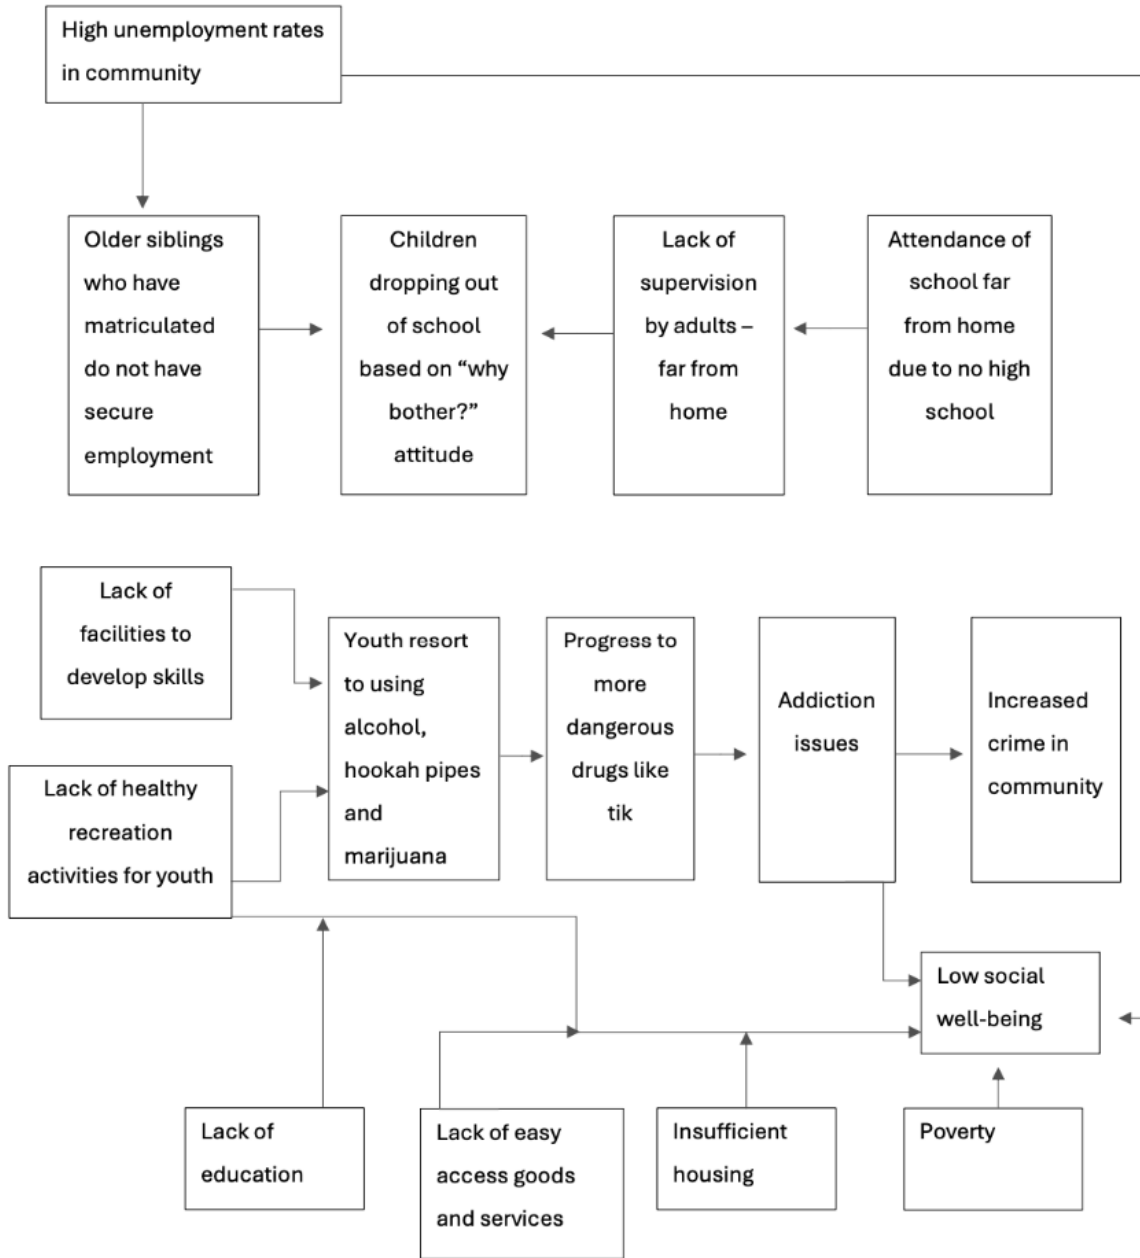 High unemployment rates
in community
Older siblings
who have
matriculated
do not have
secure
employment
Children
dropping out
of school
based on “why
bother?”
attitude
Lack of
supervision
by adults –
far from
home
Attendance of
school far
from home
due to no high
school
Lack of
facilities to
develop skills
Youth resort
to using
alcohol,
hookah pipes
and
marijuana
Progress to
more
dangerous
drugs like
tik
Addiction
issues
Increased
crime in
community
Lack of healthy
recreation
activities for youth
Low social
well-being
Lack of
education
Lack of easy
access goods
and services
Insufficient
housing
Poverty